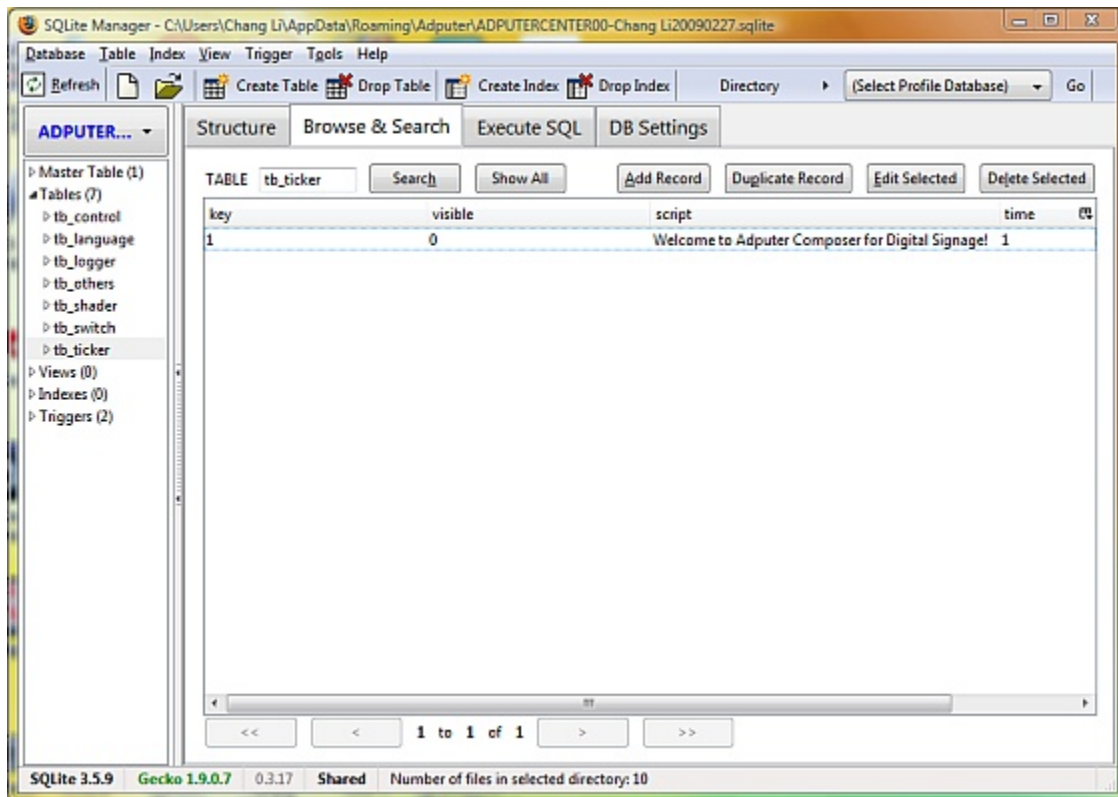 SQLite Manager - C:\Users\Chang Li\AppData\Roaming\Adputer\ADPUTERCENTER00-Chang Li20090227.sqlite
Database Table Index View Trigger Tools Help
Refresh Create Table Drop Table Create Index Drop Index Directory (Select Profile Database) Go
ADPUTER... Structure Browse & Search Execute SQL DB Settings
Master Table (1)
Tables (7)
tb_control
tb_language
tb_logger
tb_others
tb_shader
tb_switch
tb_ticker
Views (0)
Indexes (0)
Triggers (2)
TABLE tb_ticker Search Show All Add Record Duplicate Record Edit Selected Delete Selected
key visible script time
1 0 Welcome to Adputer Composer for Digital Signage! 1
<< < 1 to 1 of 1 > >>
SQLite 3.5.9 Gecko 1.9.0.7 0.3.17 Shared Number of files in selected directory: 10